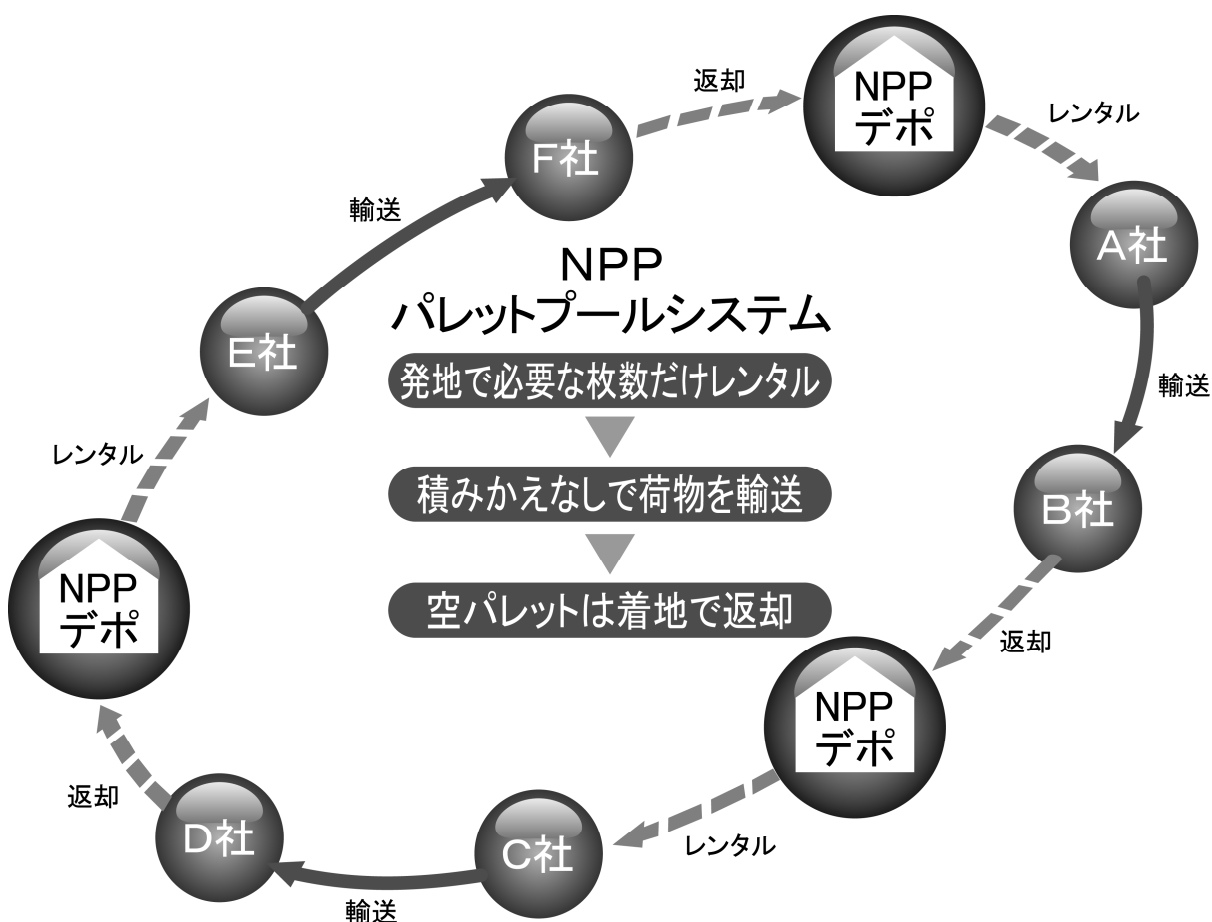 返却
NPP
デポ
レンタル
F社
輸送
A社
NPP
パレットプールシステム
E社
発地で必要な枚数だけレンタル
輸送
レンタル
積みかえなしで荷物を輸送
B社
NPP
デポ
空パレットは着地で返却
返却
NPP
デポ
返却
D社
C社
レンタル
輸送